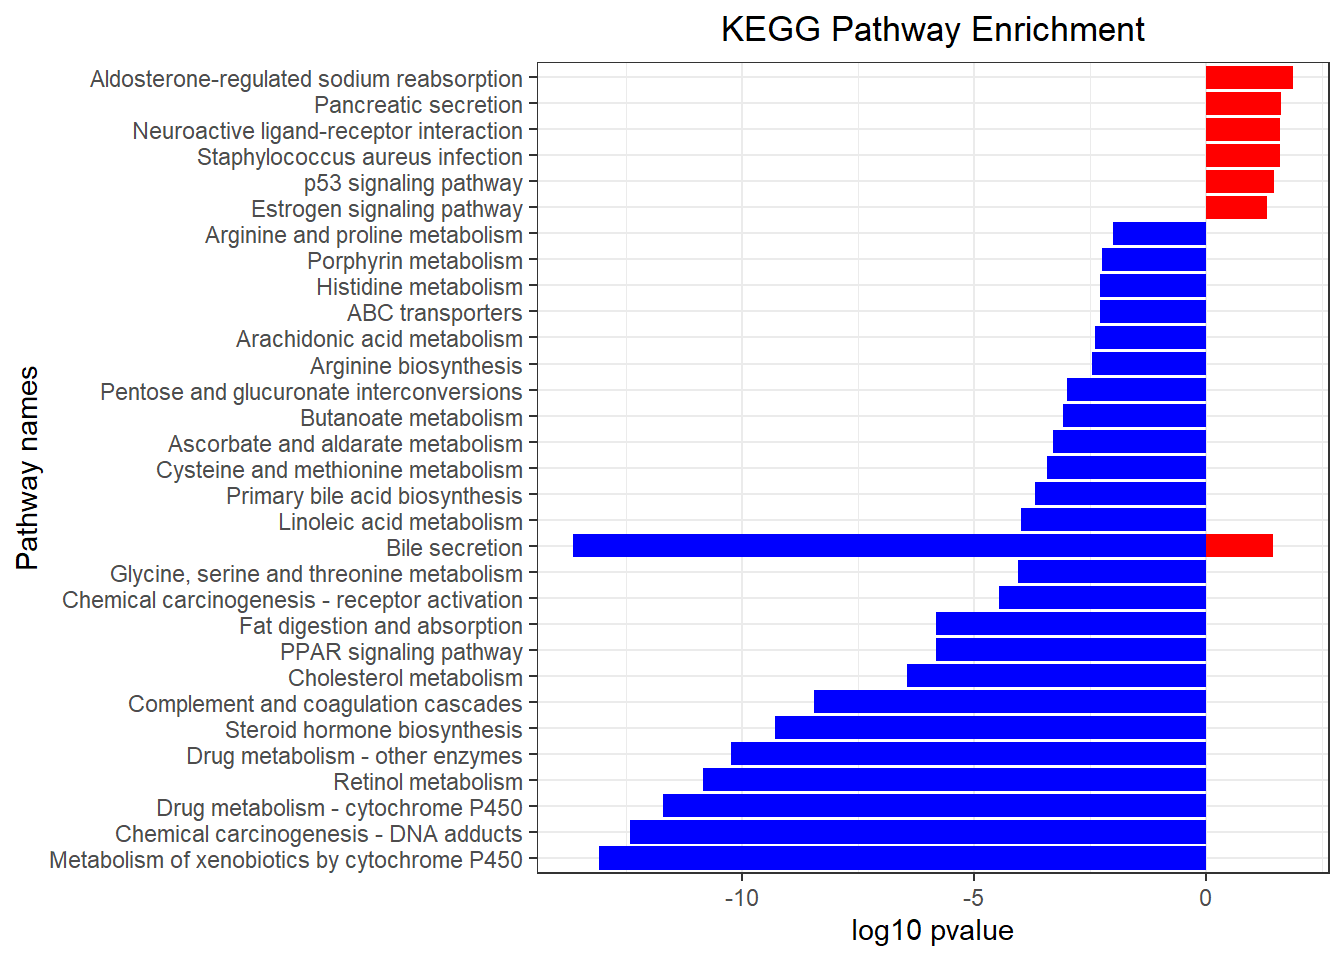 KEGG Pathway Enrichment
Pathway names
Aldosterone-regulated sodium reabsorption
Pancreatic secretion
Neuroactive ligand-receptor interaction
Staphylococcus aureus infection
p53 signaling pathway
Estrogen signaling pathway
Arginine and proline metabolism
Porphyrin metabolism
Histidine metabolism
ABC transporters
Arachidonic acid metabolism
Arginine biosynthesis
Pentose and glucuronate interconversions
Butanoate metabolism
Ascorbate and aldarate metabolism
Cysteine and methionine metabolism
Primary bile acid biosynthesis
Linoleic acid metabolism
Bile secretion
Glycine, serine and threonine metabolism
Chemical carcinogenesis - receptor activation
Fat digestion and absorption
PPAR signaling pathway
Cholesterol metabolism
Complement and coagulation cascades
Steroid hormone biosynthesis
Drug metabolism - other enzymes
Retinol metabolism
Drug metabolism - cytochrome P450
Chemical carcinogenesis - DNA adducts
Metabolism of xenobiotics by cytochrome P450
-10 -5 0
log10 pvalue